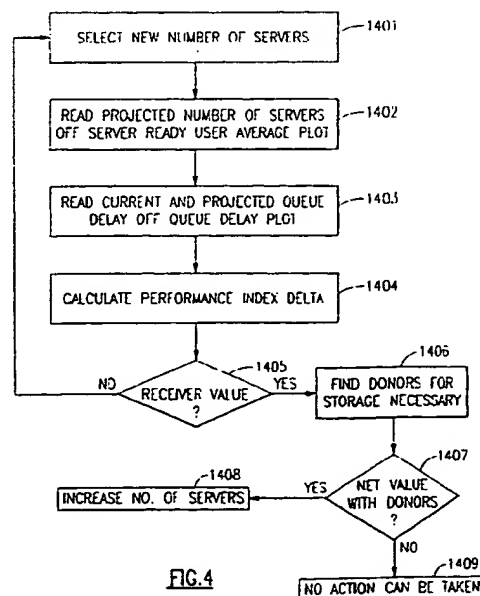 SELECT NEW NUMBER OF SERVERS
1401
READ PROJECTED NUMBER OF SERVERS
OFF SERVER READY USER AVERAGE PLOT
1402
READ CURRENT AND PROJECTED QUEUE
DELAY OFF QUEUE DELAY PLOT
1403
CALCULATE PERFORMANCE INDEX DELTA
1404
1405
NO
RECEIVER VALUE
?
YES
1406
FIND DONORS FOR
STORAGE NECESSARY
1407
1408
INCREASE NO. OF SERVERS
YES
NET VALUE
WITH DONORS
?
NO
1409
NO ACTION CAN BE TAKEN
FIG.4